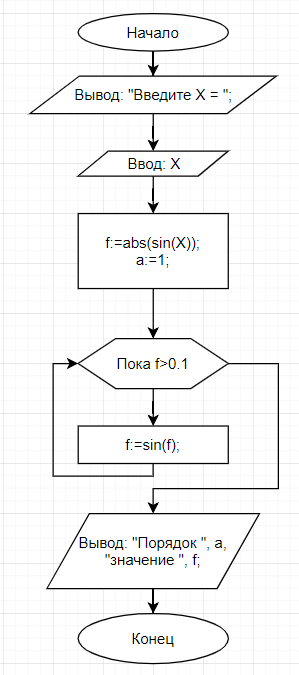 Начало
Вывод: "Введите X = ";
Ввод: X
f:=abs(sin(X));
a:=1;
Пока f>0.1
f:=sin(f);
Вывод: "Порядок ", a,
"значение ", f;
Конец